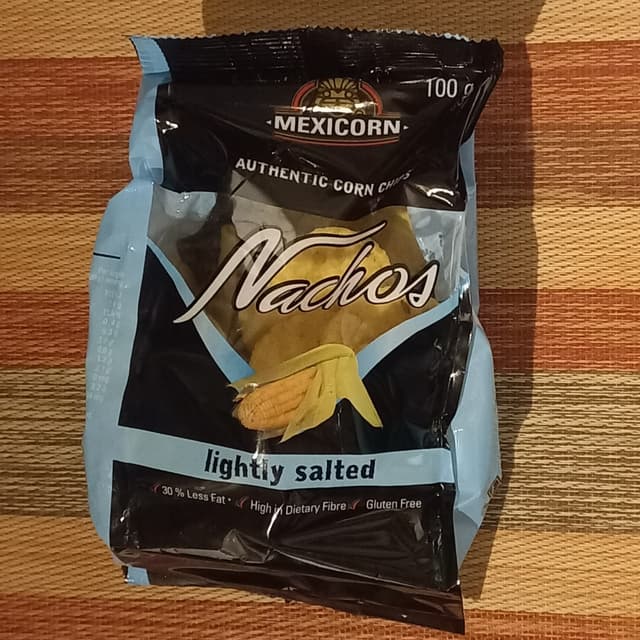 100 g
MEXICORN
AUTHENTIC CORN CHIPS
Nachos
lightly salted
30 % Less Fat • High in Dietary Fibre Gluten Free